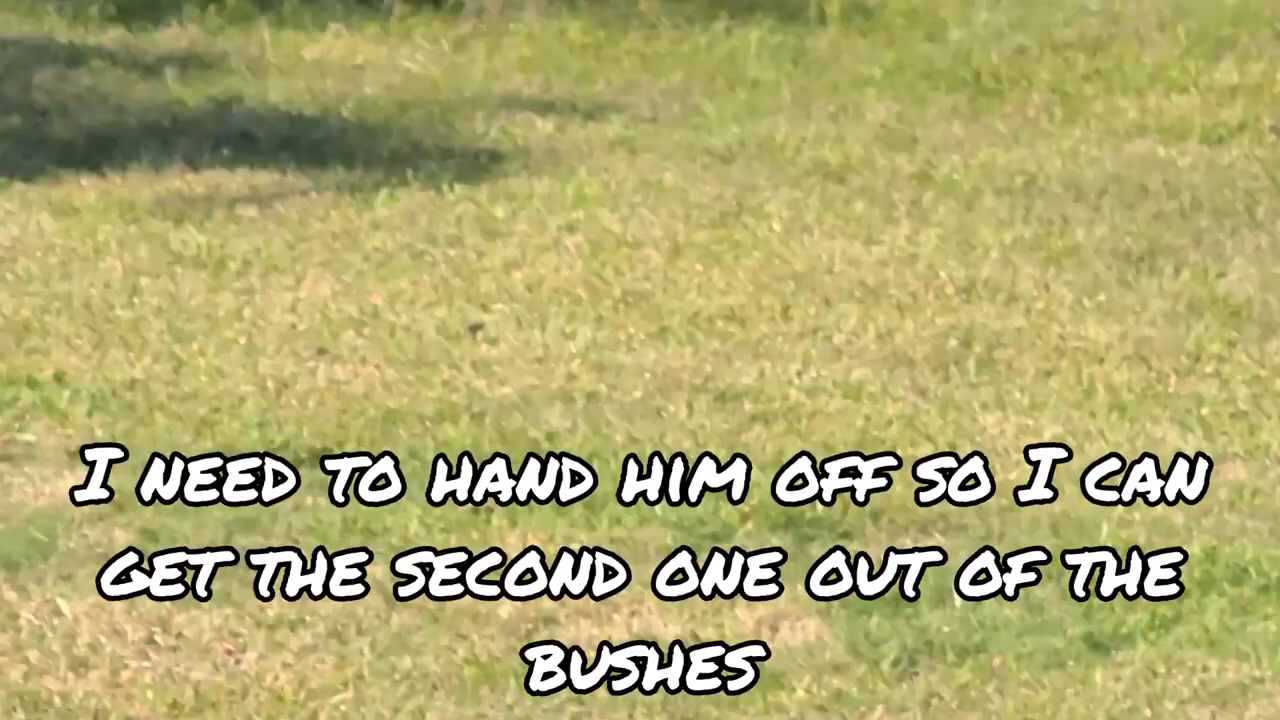 I NEED TO HAND HIM OFF SO I CAN
GET THE SECOND ONE OUT OF THE
BUSHES